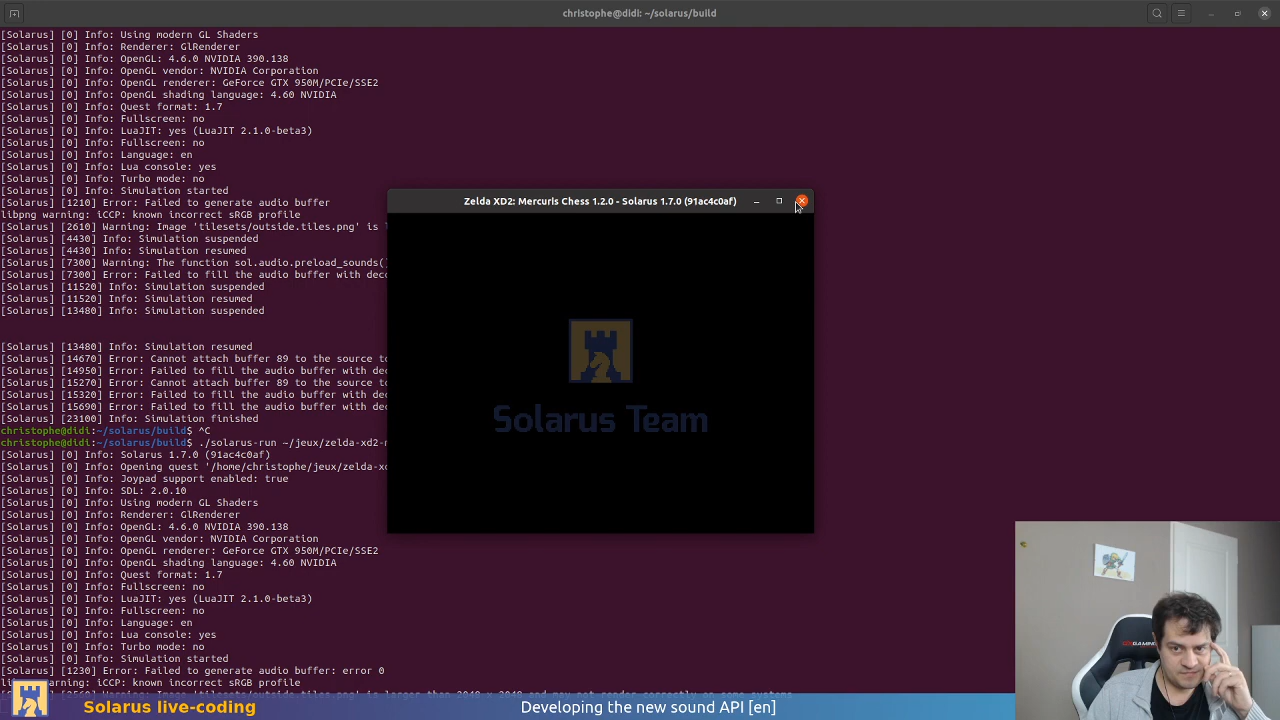 christophe@didi: ~/solarus/build
[Solarus] [0] Info: Using modern GL Shaders
[Solarus] [0] Info: Renderer: GlRenderer
[Solarus] [0] Info: OpenGL: 4.6.0 NVIDIA 390.138
[Solarus] [0] Info: OpenGL vendor: NVIDIA Corporation
[Solarus] [0] Info: OpenGL renderer: GeForce GTX 950M/PCIe/SSE2
[Solarus] [0] Info: OpenGL shading language: 4.60 NVIDIA
[Solarus] [0] Info: Quest format: 1.7
[Solarus] [0] Info: Fullscreen: no
[Solarus] [0] Info: LuaJIT: yes (LuaJIT 2.1.0-beta3)
[Solarus] [0] Info: Fullscreen: no
[Solarus] [0] Info: Language: en
[Solarus] [0] Info: Lua console: yes
[Solarus] [0] Info: Turbo mode: no
[Solarus] [0] Info: Simulation started
[Solarus] [1210] Error: Failed to generate audio buffer
libpng warning: iCCP: known incorrect sRGB profile
[Solarus] [2610] Warning: Image 'tilesets/outside.tiles.png' is
[Solarus] [4430] Info: Simulation suspended
[Solarus] [4430] Info: Simulation resumed
[Solarus] [7300] Warning: The function sol.audio.preload_sounds()
[Solarus] [7300] Error: Failed to fill the audio buffer with
[Solarus] [11520] Info: Simulation suspended
[Solarus] [11520] Info: Simulation resumed
[Solarus] [13480] Info: Simulation suspended
[Solarus] [13480] Info: Simulation resumed
[Solarus] [14670] Error: Cannot attach buffer 89 to the source
[Solarus] [14950] Error: Failed to fill the audio buffer with
[Solarus] [15270] Error: Cannot attach buffer 89 to the source
[Solarus] [15320] Error: Failed to fill the audio buffer with
[Solarus] [15690] Error: Failed to fill the audio buffer with
[Solarus] [23100] Info: Simulation finished
christophe@didi:~/solarus/build$ ^C
christophe@didi:~/solarus/build$ ./solarus-run ~/jeux/zelda-xd2-
[Solarus] [0] Info: Solarus 1.7.0 (91ac4c0af)
[Solarus] [0] Info: Opening quest '/home/christophe/jeux/zelda-
[Solarus] [0] Info: Joypad support enabled: true
[Solarus] [0] Info: SDL: 2.0.10
[Solarus] [0] Info: Using modern GL Shaders
[Solarus] [0] Info: Renderer: GlRenderer
[Solarus] [0] Info: OpenGL: 4.6.0 NVIDIA 390.138
[Solarus] [0] Info: OpenGL vendor: NVIDIA Corporation
[Solarus] [0] Info: OpenGL renderer: GeForce GTX 950M/PCIe/SSE2
[Solarus] [0] Info: OpenGL shading language: 4.60 NVIDIA
[Solarus] [0] Info: Quest format: 1.7
[Solarus] [0] Info: Fullscreen: no
[Solarus] [0] Info: LuaJIT: yes (LuaJIT 2.1.0-beta3)
[Solarus] [0] Info: Fullscreen: no
[Solarus] [0] Info: Language: en
[Solarus] [0] Info: Lua console: yes
[Solarus] [0] Info: Turbo mode: no
[Solarus] [0] Info: Simulation started
[Solarus] [1230] Error: Failed to generate audio buffer: error 0
libpng warning: iCCP: known incorrect sRGB profile
Zelda XD2: Mercuris Chess 1.2.0 - Solarus 1.7.0 (91ac4c0af)
Solarus Team
Solarus live-coding
Developing the new sound API [en]